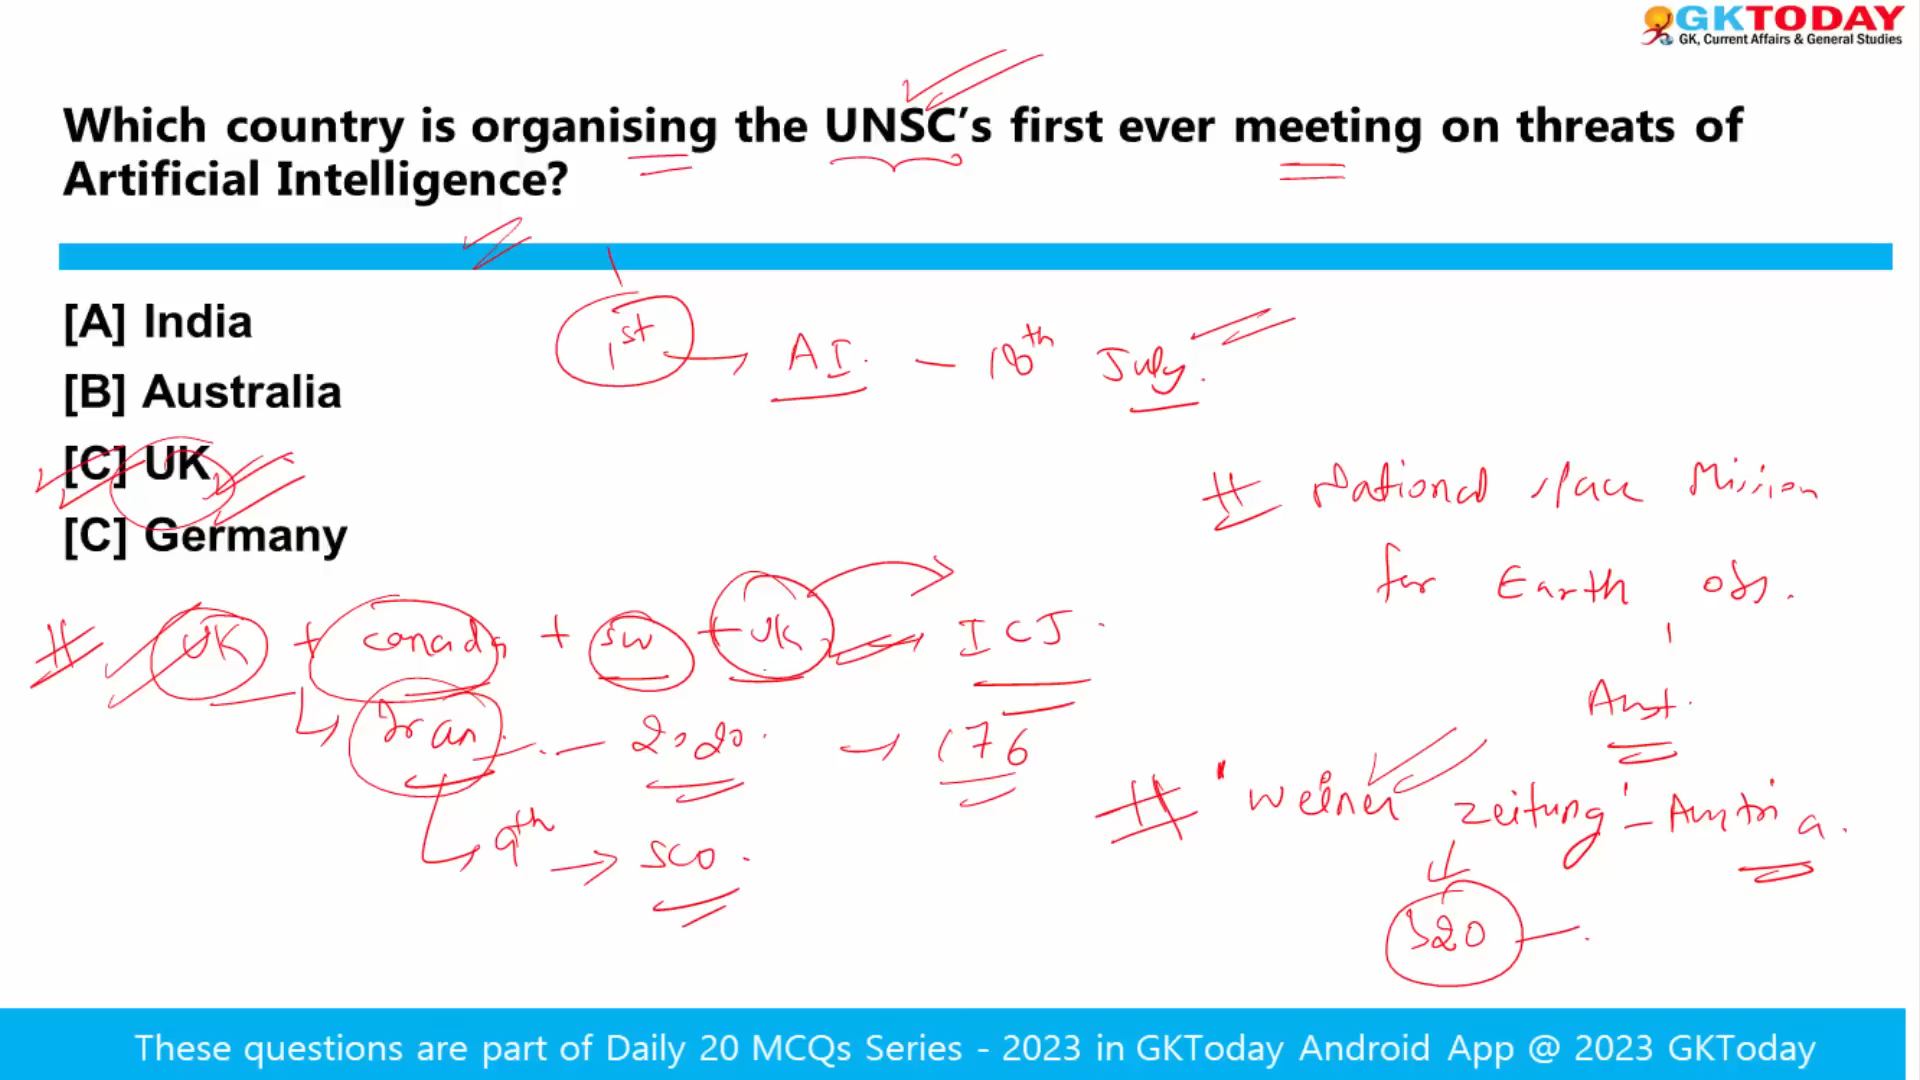 GKTODAY
GK, Current Affairs & General Studies
Which country is organising the UNSC’s first ever meeting on threats of
Artificial Intelligence?
[A] India
[B] Australia
[C] UK
[C] Germany
1st → AI. - 18th July.
# National space Mission
for Earth obs.
Aust.
# UK + Canada + SW + UK → ICJ.
Iran. - 2020. → 176
9th → SCO.
# 'Weiner Zeitung' - Austria.
320 -
These questions are part of Daily 20 MCQs Series - 2023 in GKToday Android App @ 2023 GKToday